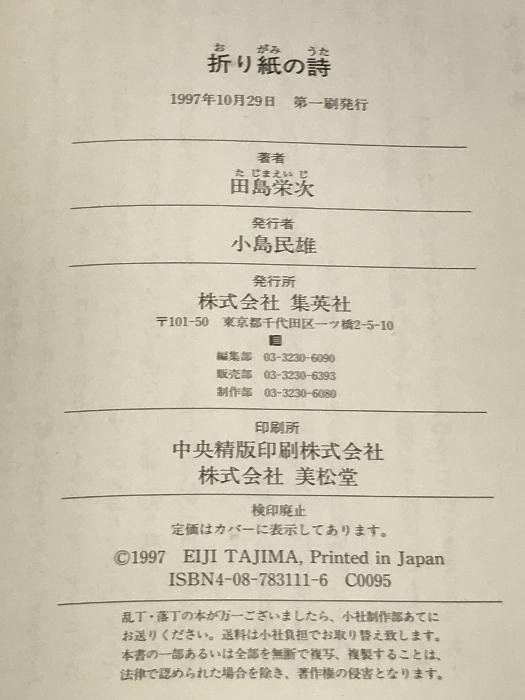 お がみ うた
折り紙の詩
1997年10月29日 第一刷発行
著者
た じまえい じ
田島栄次
発行者
小島民雄
発行所
株式会社 集英社
〒101-50 東京都千代田区一ツ橋2-5-10
編集部 03-3230-6090
販売部 03-3230-6393
制作部 03-3230-6080
印刷所
中央精版印刷株式会社
株式会社 美松堂
検印廃止
定価はカバーに表示してあります。
©1997 EIJI TAJIMA, Printed in Japan
ISBN4-08-783111-6 C0095
乱丁・落丁の本が万一ございましたら、小社制作部あてに
お送りください。送料は小社負担でお取り替え致します。
本書の一部あるいは全部を無断で複写、複製することは、
法律で認められた場合を除き、著作権の侵害となります。